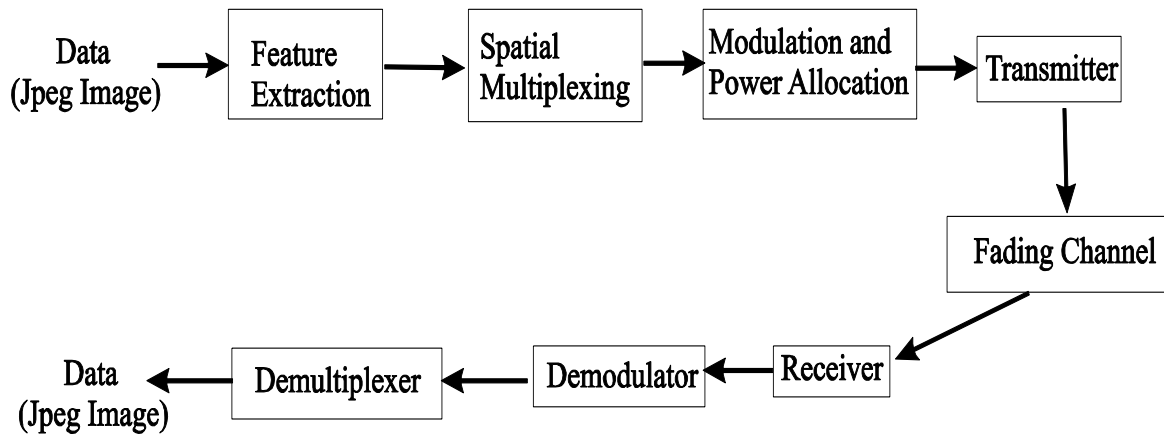 Data
(Jpeg Image)
Feature
Extraction
Spatial
Multiplexing
Modulation and
Power Allocation
Transmitter
Fading Channel
Receiver
Demodulator
Demultiplexer
Data
(Jpeg Image)